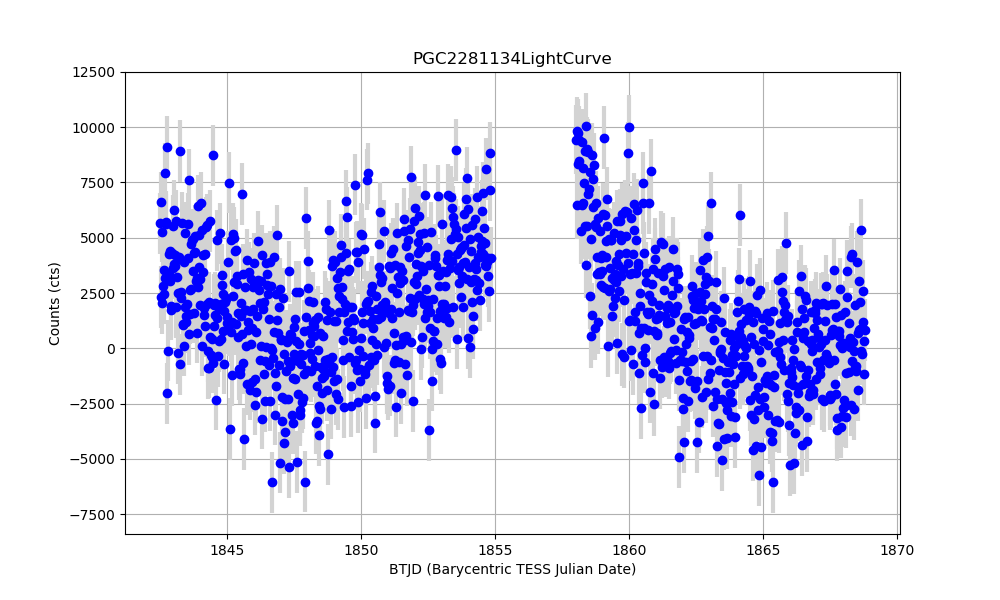 PGC2281134LightCurve
12500
10000
7500
5000
2500
0
−2500
−5000
−7500
Counts (cts)
1845 1850 1855 1860 1865 1870
BTJD (Barycentric TESS Julian Date)